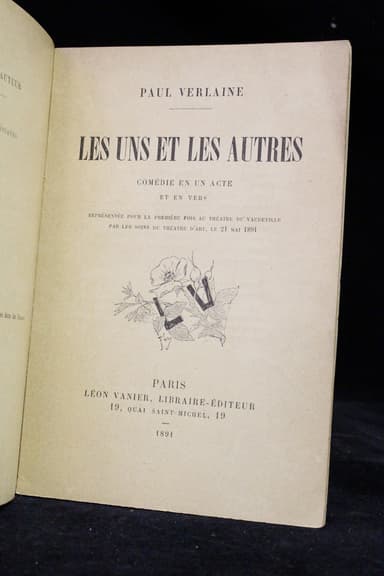 AUTEUR
PAUL VERLAINE
LES UNS ET LES AUTRES
COMÉDIE EN UN ACTE
ET EN VERS
REPRÉSENTÉE POUR LA PREMIÈRE FOIS AU THÉATRE DU VAUDEVILLE
PAR LES SOINS DU THÉATRE D'ART, LE 21 MAI 1891
L V
PARIS
LÉON VANIER, LIBRAIRE-ÉDITEUR
19, QUAI SAINT-MICHEL, 19
1891